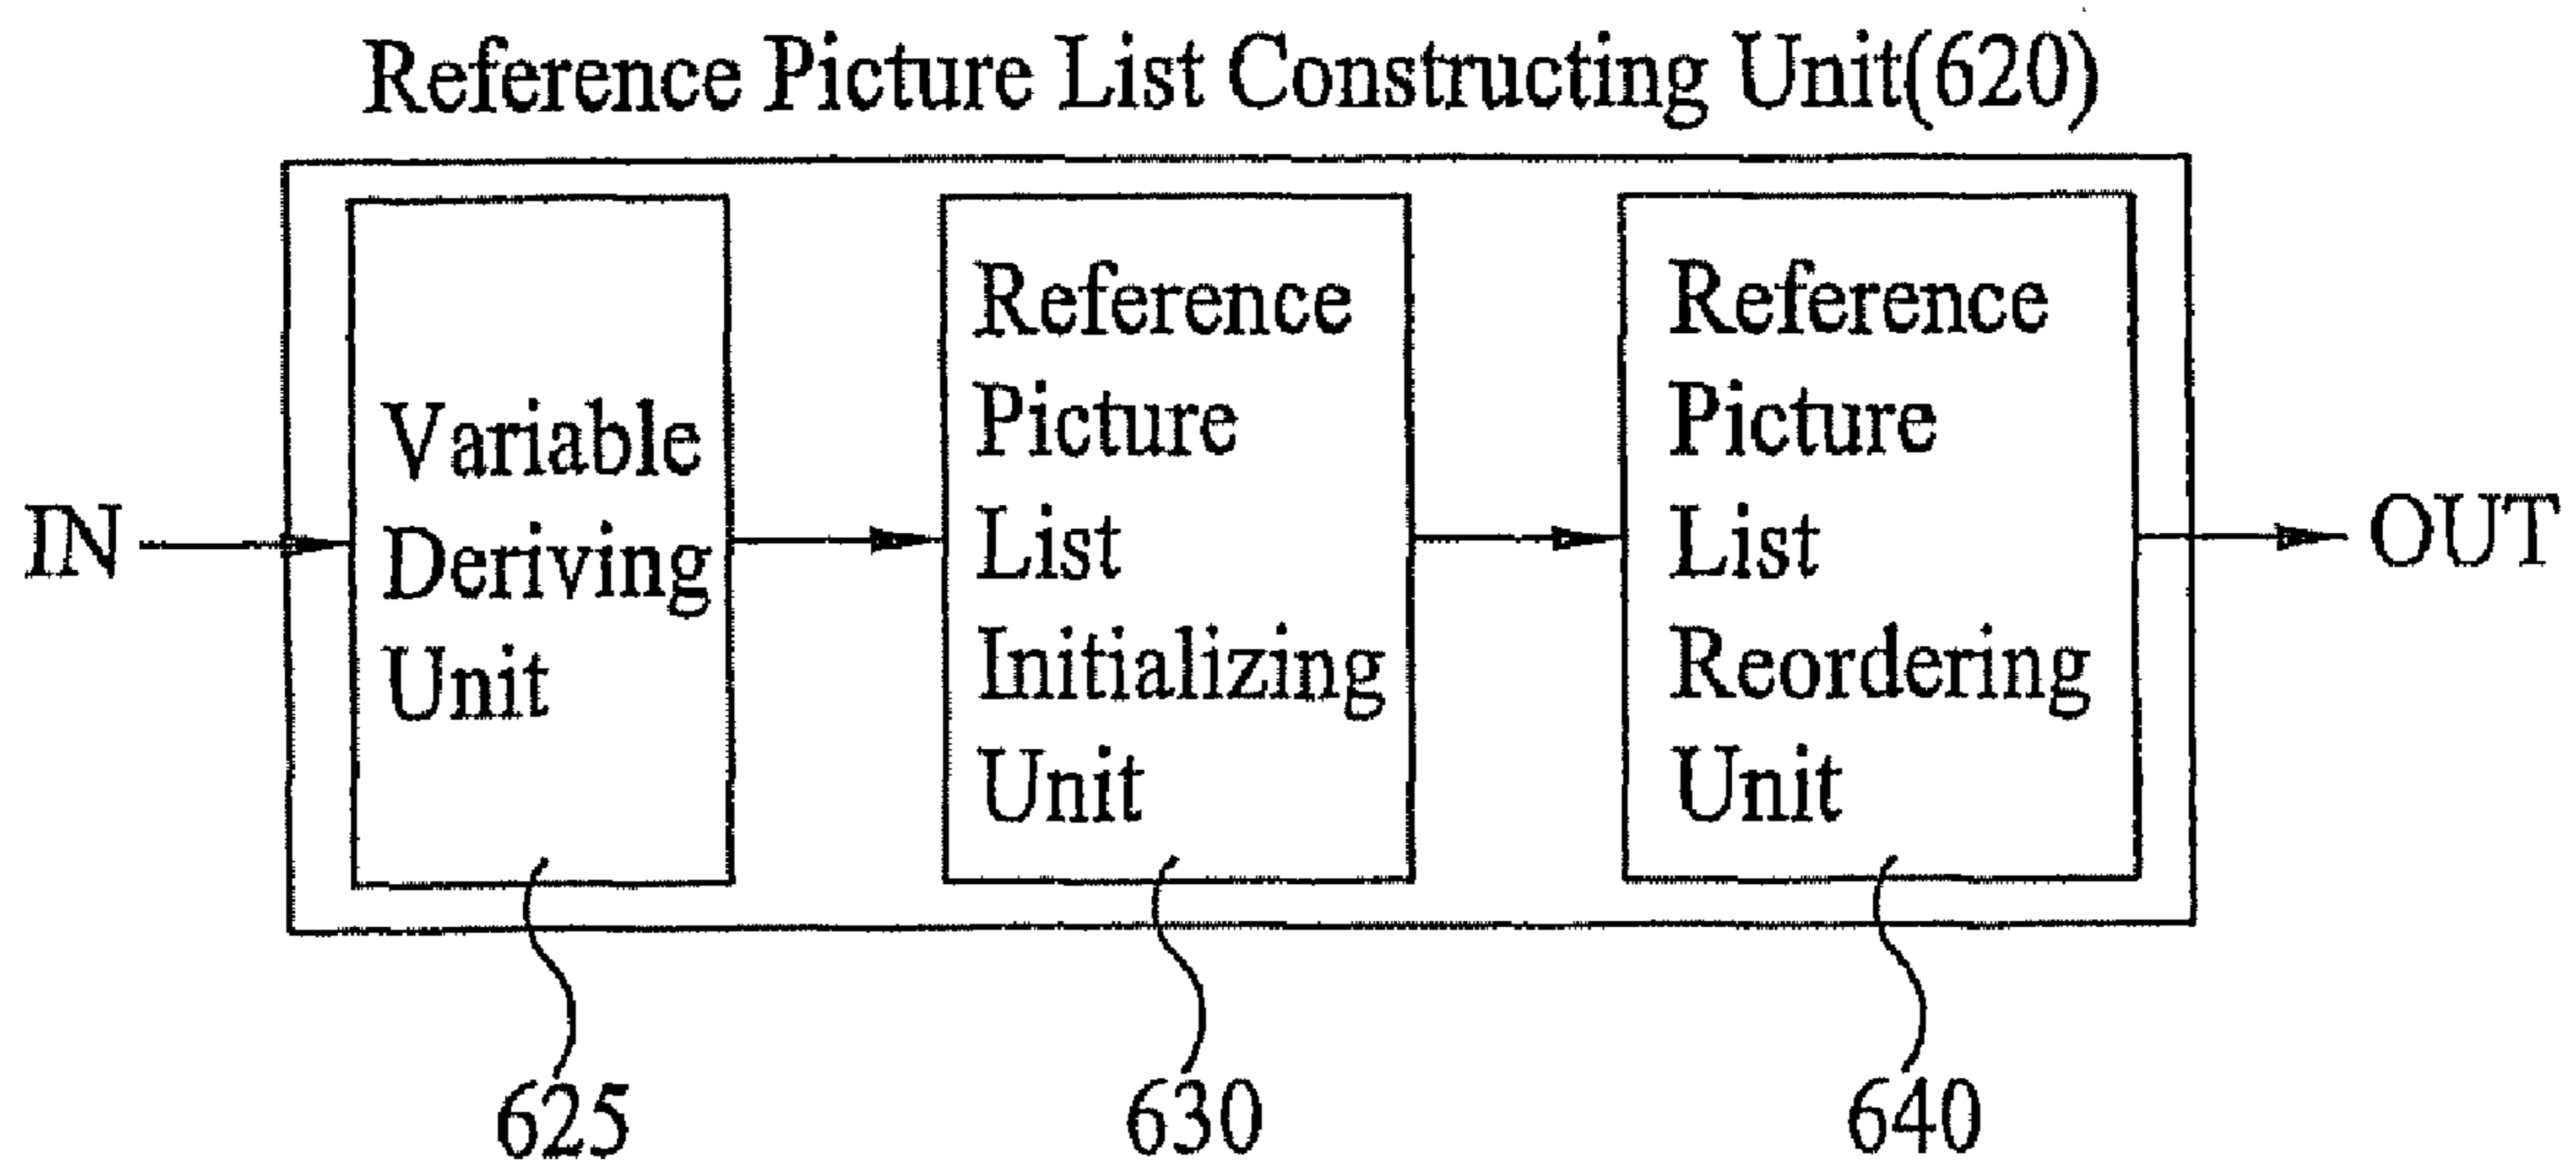 Reference Picture List Constructing Unit(620)
IN
Variable
Deriving
Unit
Reference
Picture
List
Initializing
Unit
Reference
Picture
List
Reordering
Unit
OUT
625
630
640